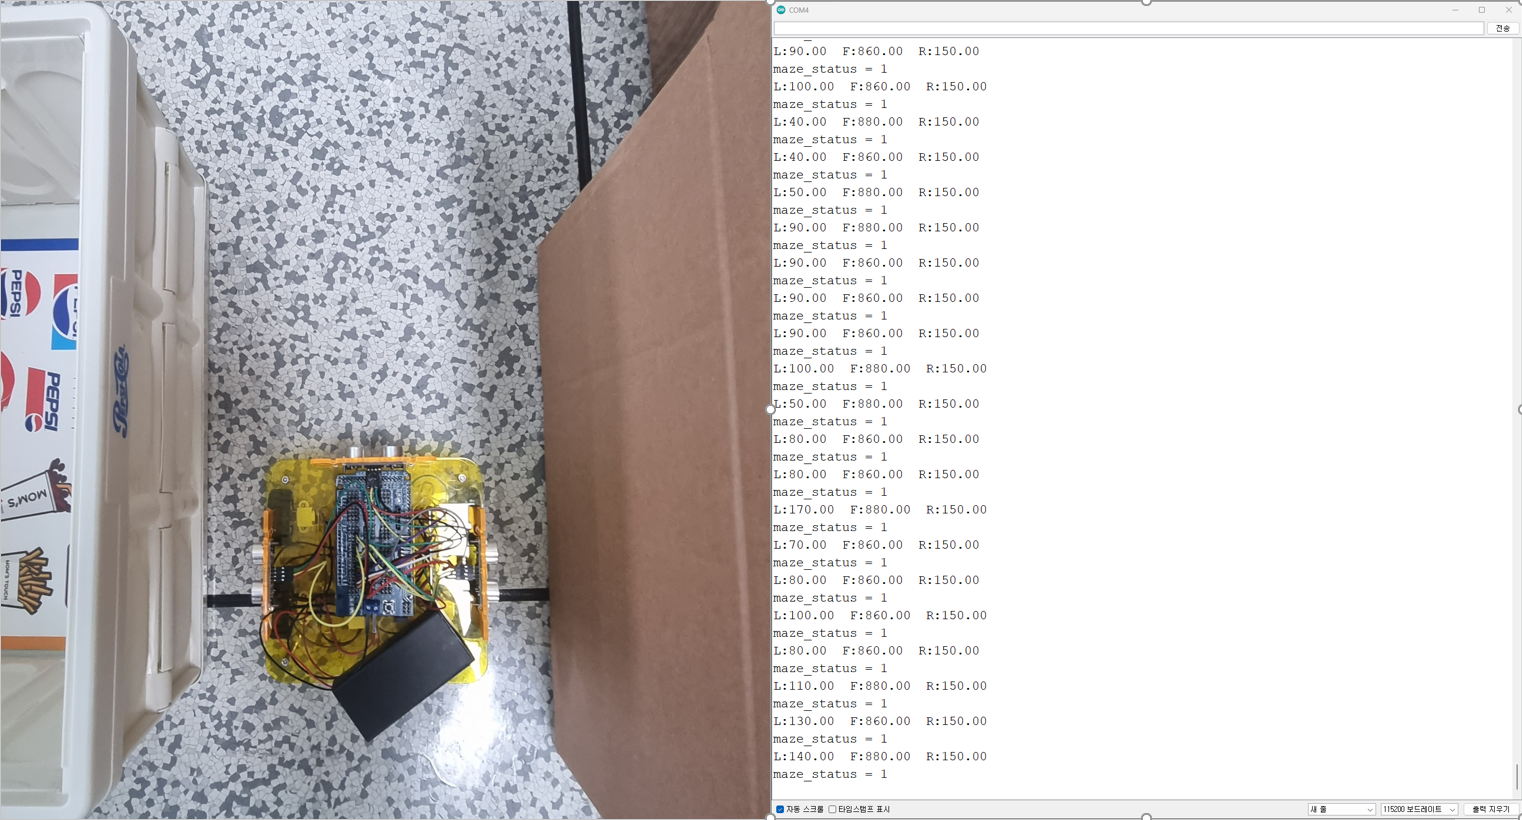 PEPSI
PEPSI
Pepsi-Cola
MOM'S
MOM'S TOUCH
COM4
전송
L:90.00  F:860.00  R:150.00
maze_status = 1
L:100.00  F:860.00  R:150.00
maze_status = 1
L:40.00  F:880.00  R:150.00
maze_status = 1
L:40.00  F:860.00  R:150.00
maze_status = 1
L:50.00  F:880.00  R:150.00
maze_status = 1
L:90.00  F:880.00  R:150.00
maze_status = 1
L:90.00  F:860.00  R:150.00
maze_status = 1
L:90.00  F:860.00  R:150.00
maze_status = 1
L:90.00  F:860.00  R:150.00
maze_status = 1
L:100.00  F:880.00  R:150.00
maze_status = 1
L:50.00  F:880.00  R:150.00
maze_status = 1
L:80.00  F:860.00  R:150.00
maze_status = 1
L:80.00  F:860.00  R:150.00
maze_status = 1
L:170.00  F:880.00  R:150.00
maze_status = 1
L:70.00  F:860.00  R:150.00
maze_status = 1
L:80.00  F:860.00  R:150.00
maze_status = 1
L:100.00  F:860.00  R:150.00
maze_status = 1
L:80.00  F:860.00  R:150.00
maze_status = 1
L:110.00  F:880.00  R:150.00
maze_status = 1
L:130.00  F:860.00  R:150.00
maze_status = 1
L:140.00  F:880.00  R:150.00
maze_status = 1
자동 스크롤 타임스탬프 표시 새 줄 115200 보드레이트 출력 지우기